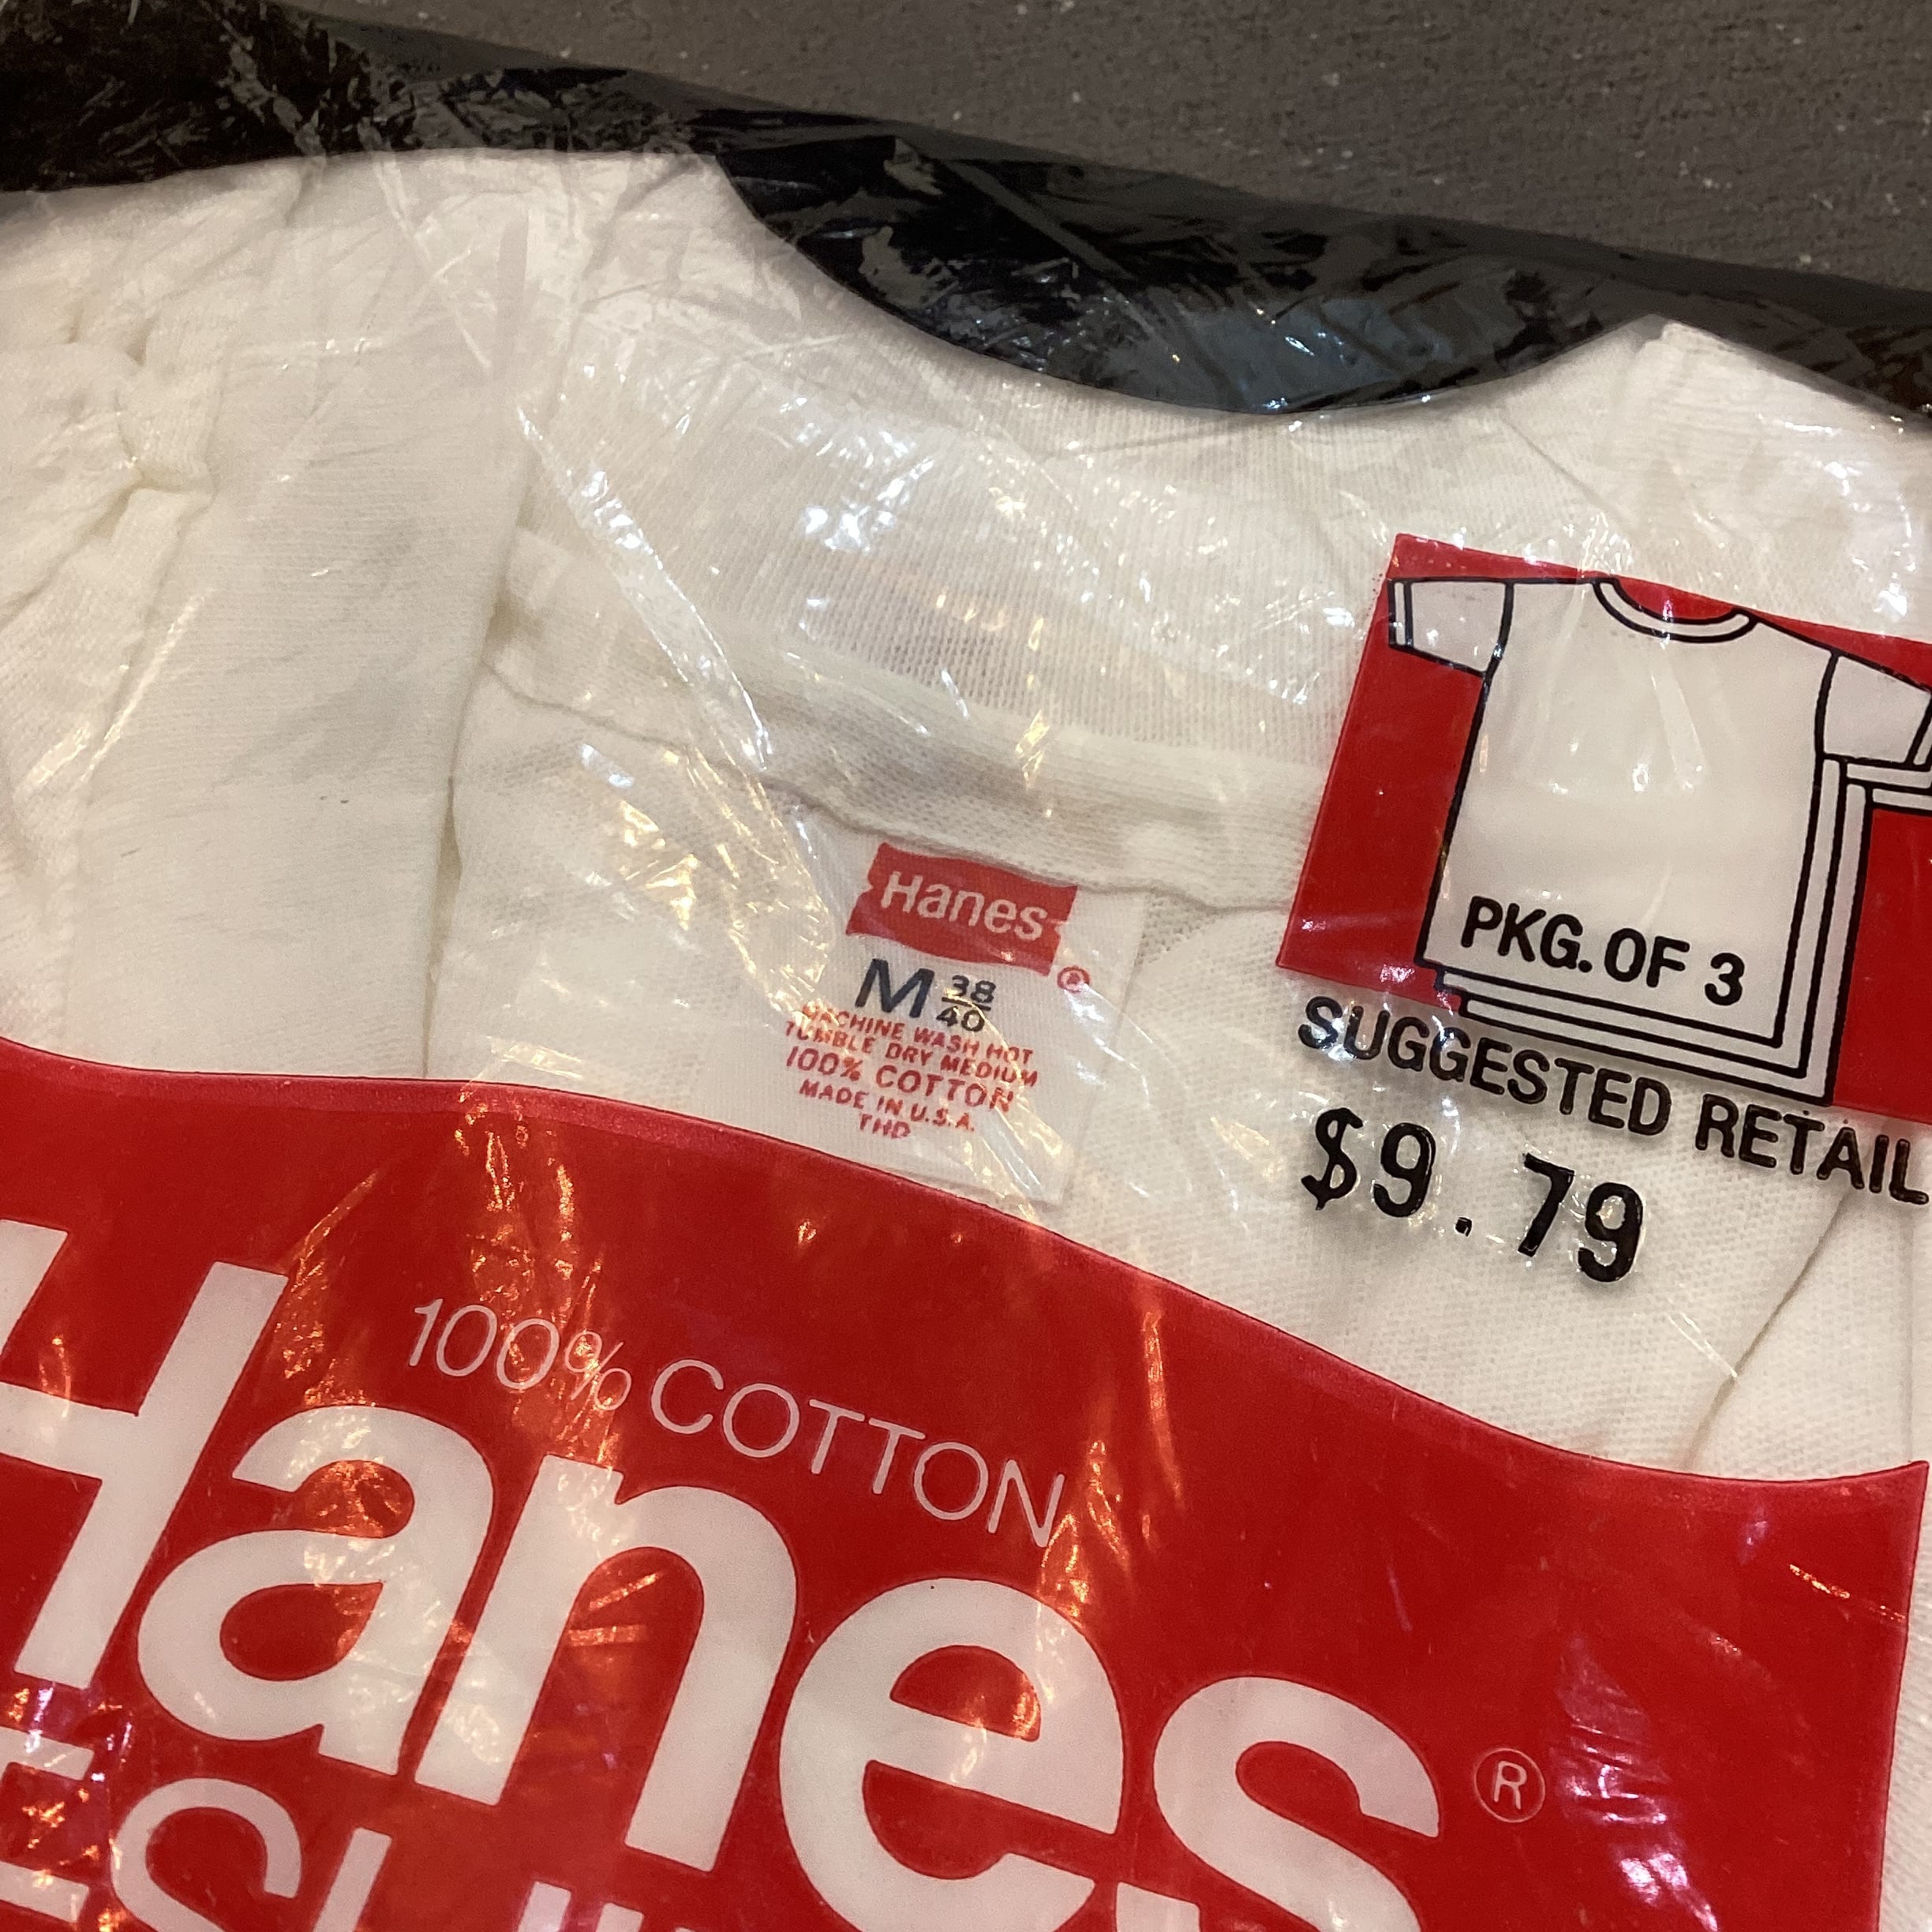 Hanes
®
M 38/40
MACHINE WASH HOT
TUMBLE DRY MEDIUM
100% COTTON
MADE IN U.S.A.
THD
PKG. OF 3
SUGGESTED RETAIL
$9.79
100% COTTON
Hanes®